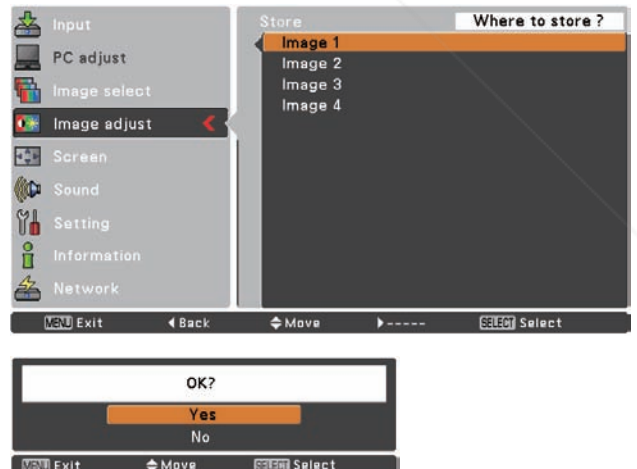 Input
PC adjust
Image select
Image adjust
Screen
Sound
Setting
Information
Network
Store
Where to store ?
Image 1
Image 2
Image 3
Image 4
MENU Exit Back Move ----- SELECT Select
OK?
Yes
No
MENU Exit Move SELECT Select